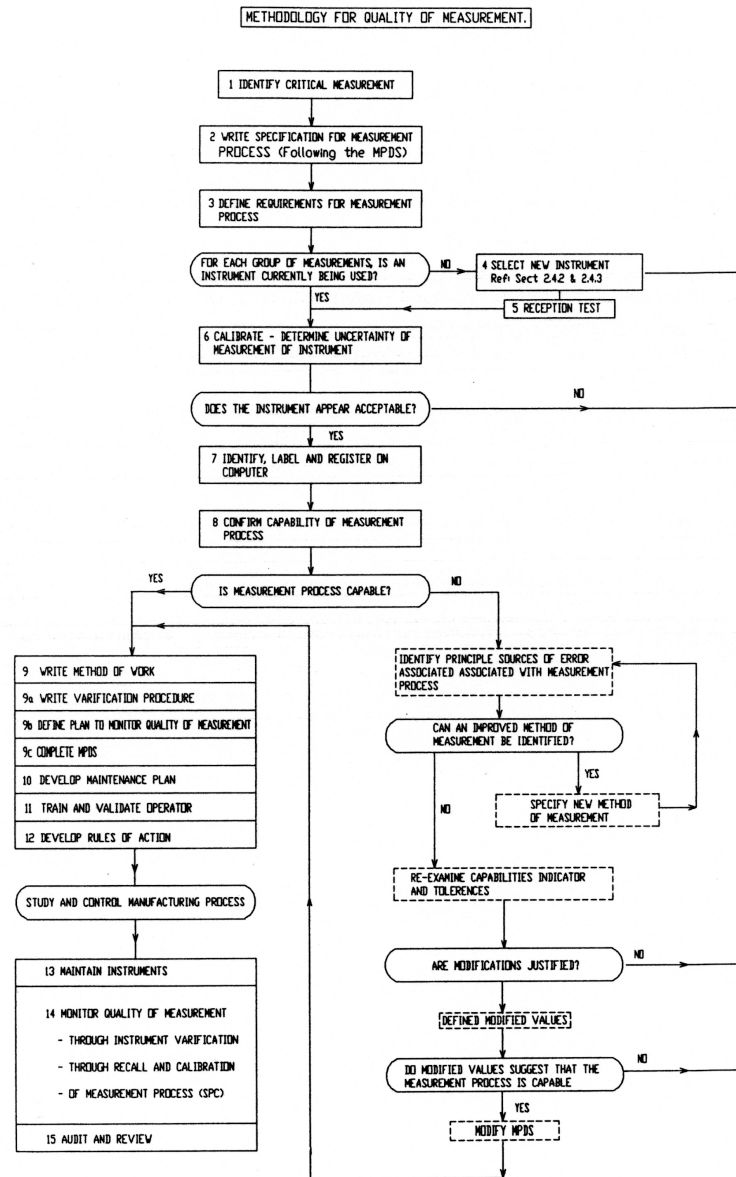 METHODOLOGY FOR QUALITY OF MEASUREMENT.
1 IDENTIFY CRITICAL MEASUREMENT
2 WRITE SPECIFICATION FOR MEASUREMENT
PROCESS (Following the MPDS)
3 DEFINE REQUIREMENTS FOR MEASUREMENT
PROCESS
FOR EACH GROUP OF MEASUREMENTS, IS AN
INSTRUMENT CURRENTLY BEING USED?
NO
4 SELECT NEW INSTRUMENT
Ref: Sect 2.4.2 & 2.4.3
YES
5 RECEPTION TEST
6 CALIBRATE - DETERMINE UNCERTAINTY OF
MEASUREMENT OF INSTRUMENT
DOES THE INSTRUMENT APPEAR ACCEPTABLE?
NO
YES
7 IDENTIFY, LABEL AND REGISTER ON
COMPUTER
8 CONFIRM CAPABILITY OF MEASUREMENT
PROCESS
IS MEASUREMENT PROCESS CAPABLE?
YES
NO
9 WRITE METHOD OF WORK
9a WRITE VARIFICATION PROCEDURE
9b DEFINE PLAN TO MONITOR QUALITY OF MEASUREMENT
9c COMPLETE MPDS
10 DEVELOP MAINTENANCE PLAN
11 TRAIN AND VALIDATE OPERATOR
12 DEVELOP RULES OF ACTION
STUDY AND CONTROL MANUFACTURING PROCESS
13 MAINTAIN INSTRUMENTS
14 MONITOR QUALITY OF MEASUREMENT
- THROUGH INSTRUMENT VARIFICATION
- THROUGH RECALL AND CALIBRATION
- OF MEASUREMENT PROCESS (SPC)
15 AUDIT AND REVIEW
IDENTIFY PRINCIPLE SOURCES OF ERROR
ASSOCIATED ASSOCIATED WITH MEASUREMENT
PROCESS
CAN AN IMPROVED METHOD OF
MEASUREMENT BE IDENTIFIED?
YES
NO
SPECIFY NEW METHOD
OF MEASUREMENT
RE-EXAMINE CAPABILITIES INDICATOR
AND TOLERENCES
ARE MODIFICATIONS JUSTIFIED?
NO
DEFINED MODIFIED VALUES
DO MODIFIED VALUES SUGGEST THAT THE
MEASUREMENT PROCESS IS CAPABLE
NO
YES
MODIFY MPDS